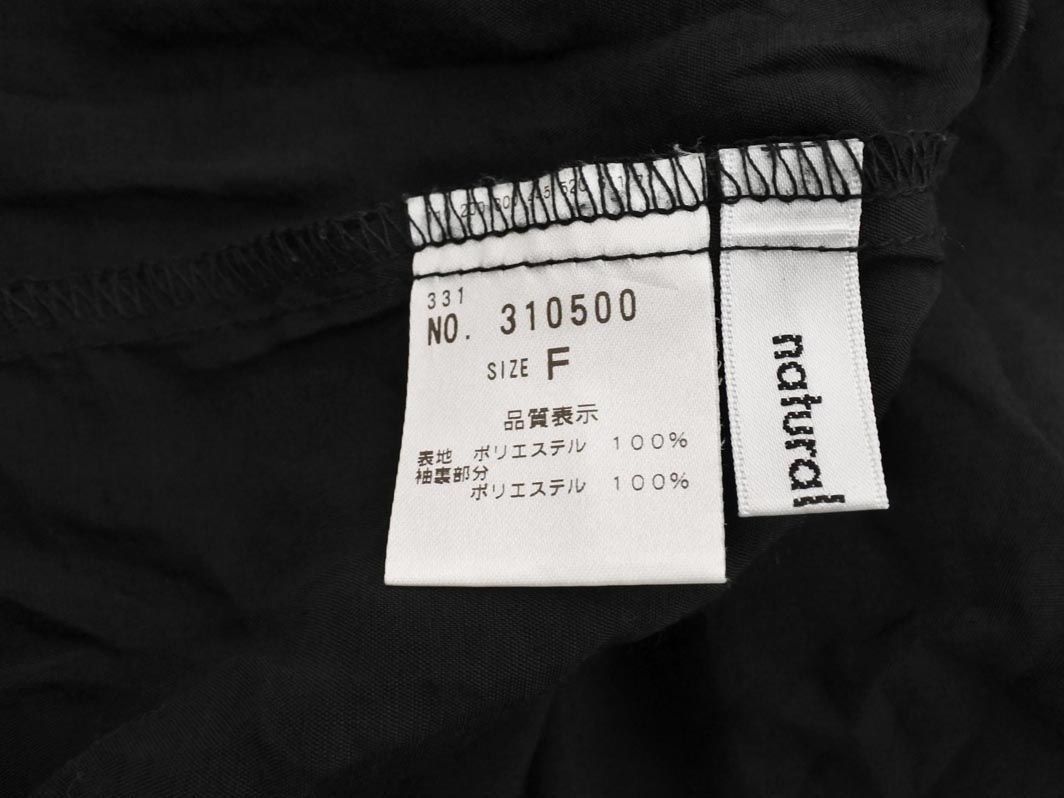 331
NO. 310500
SIZE F
品質表示
表地 ポリエステル 100%
袖裏部分
ポリエステル 100%
natural